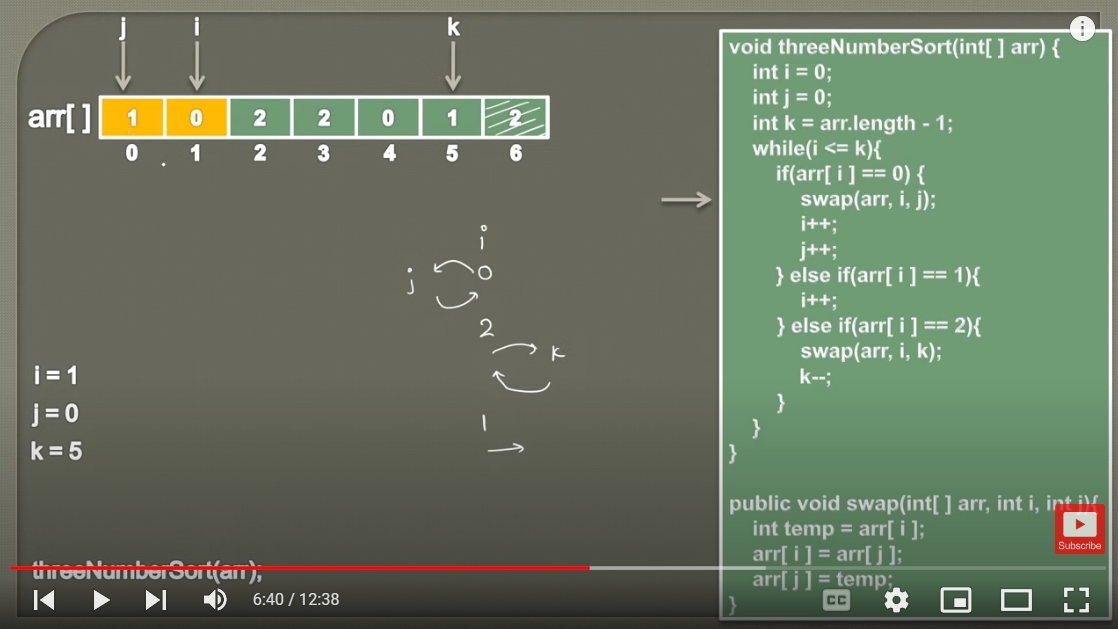 j i k
arr[ ] 1 0 2 2 0 1 2
0 1 2 3 4 5 6
i
j 0
2
k
1
i = 1
j = 0
k = 5
threeNumberSort(arr);
void threeNumberSort(int[ ] arr) {
int i = 0;
int j = 0;
int k = arr.length - 1;
while(i <= k){
if(arr[ i ] == 0) {
swap(arr, i, j);
i++;
j++;
} else if(arr[ i ] == 1){
i++;
} else if(arr[ i ] == 2){
swap(arr, i, k);
k--;
}
}
}
public void swap(int[ ] arr, int i, int j){
int temp = arr[ i ];
arr[ i ] = arr[ j ];
arr[ j ] = temp;
}
Subscribe
6:40 / 12:38
CC
i